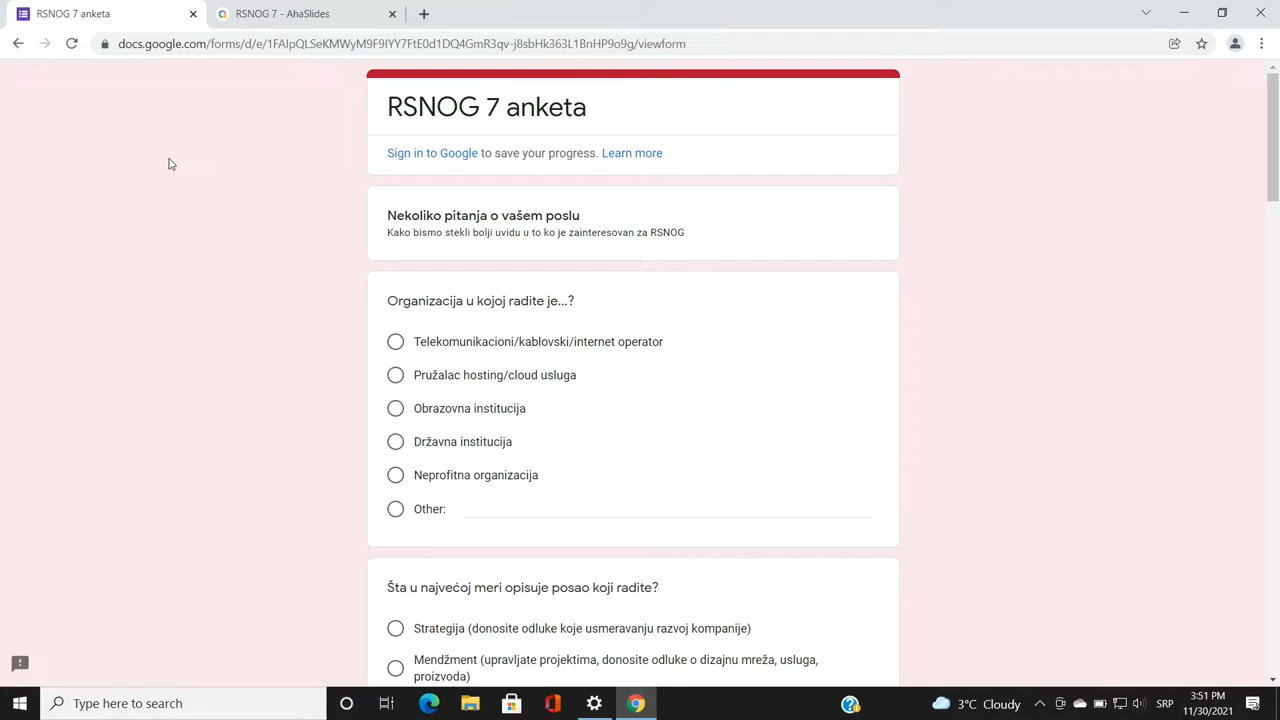 RSNOG 7 anketa
RSNOG 7 - AhaSlides
docs.google.com/forms/d/e/1FAIpQLSeKMWyM9F9IYY7FtE0d1DQ4GmR3qv-j8sbHk363L1BnHP9o9g/viewform
RSNOG 7 anketa
Sign in to Google to save your progress. Learn more
Nekoliko pitanja o vašem poslu
Kako bismo stekli bolji uvidu u to ko je zainteresovan za RSNOG
Organizacija u kojoj radite je...?
Telekomunikacioni/kablovski/internet operator
Pružalac hosting/cloud usluga
Obrazovna institucija
Državna institucija
Neprofitna organizacija
Other:
Šta u najvećoj meri opisuje posao koji radite?
Strategija (donosite odluke koje usmeravanju razvoj kompanije)
Mendžment (upravljate projektima, donosite odluke o dizajnu mreža, usluga,
proizvoda)
Type here to search
3°C Cloudy
SRP
3:51 PM
11/30/2021